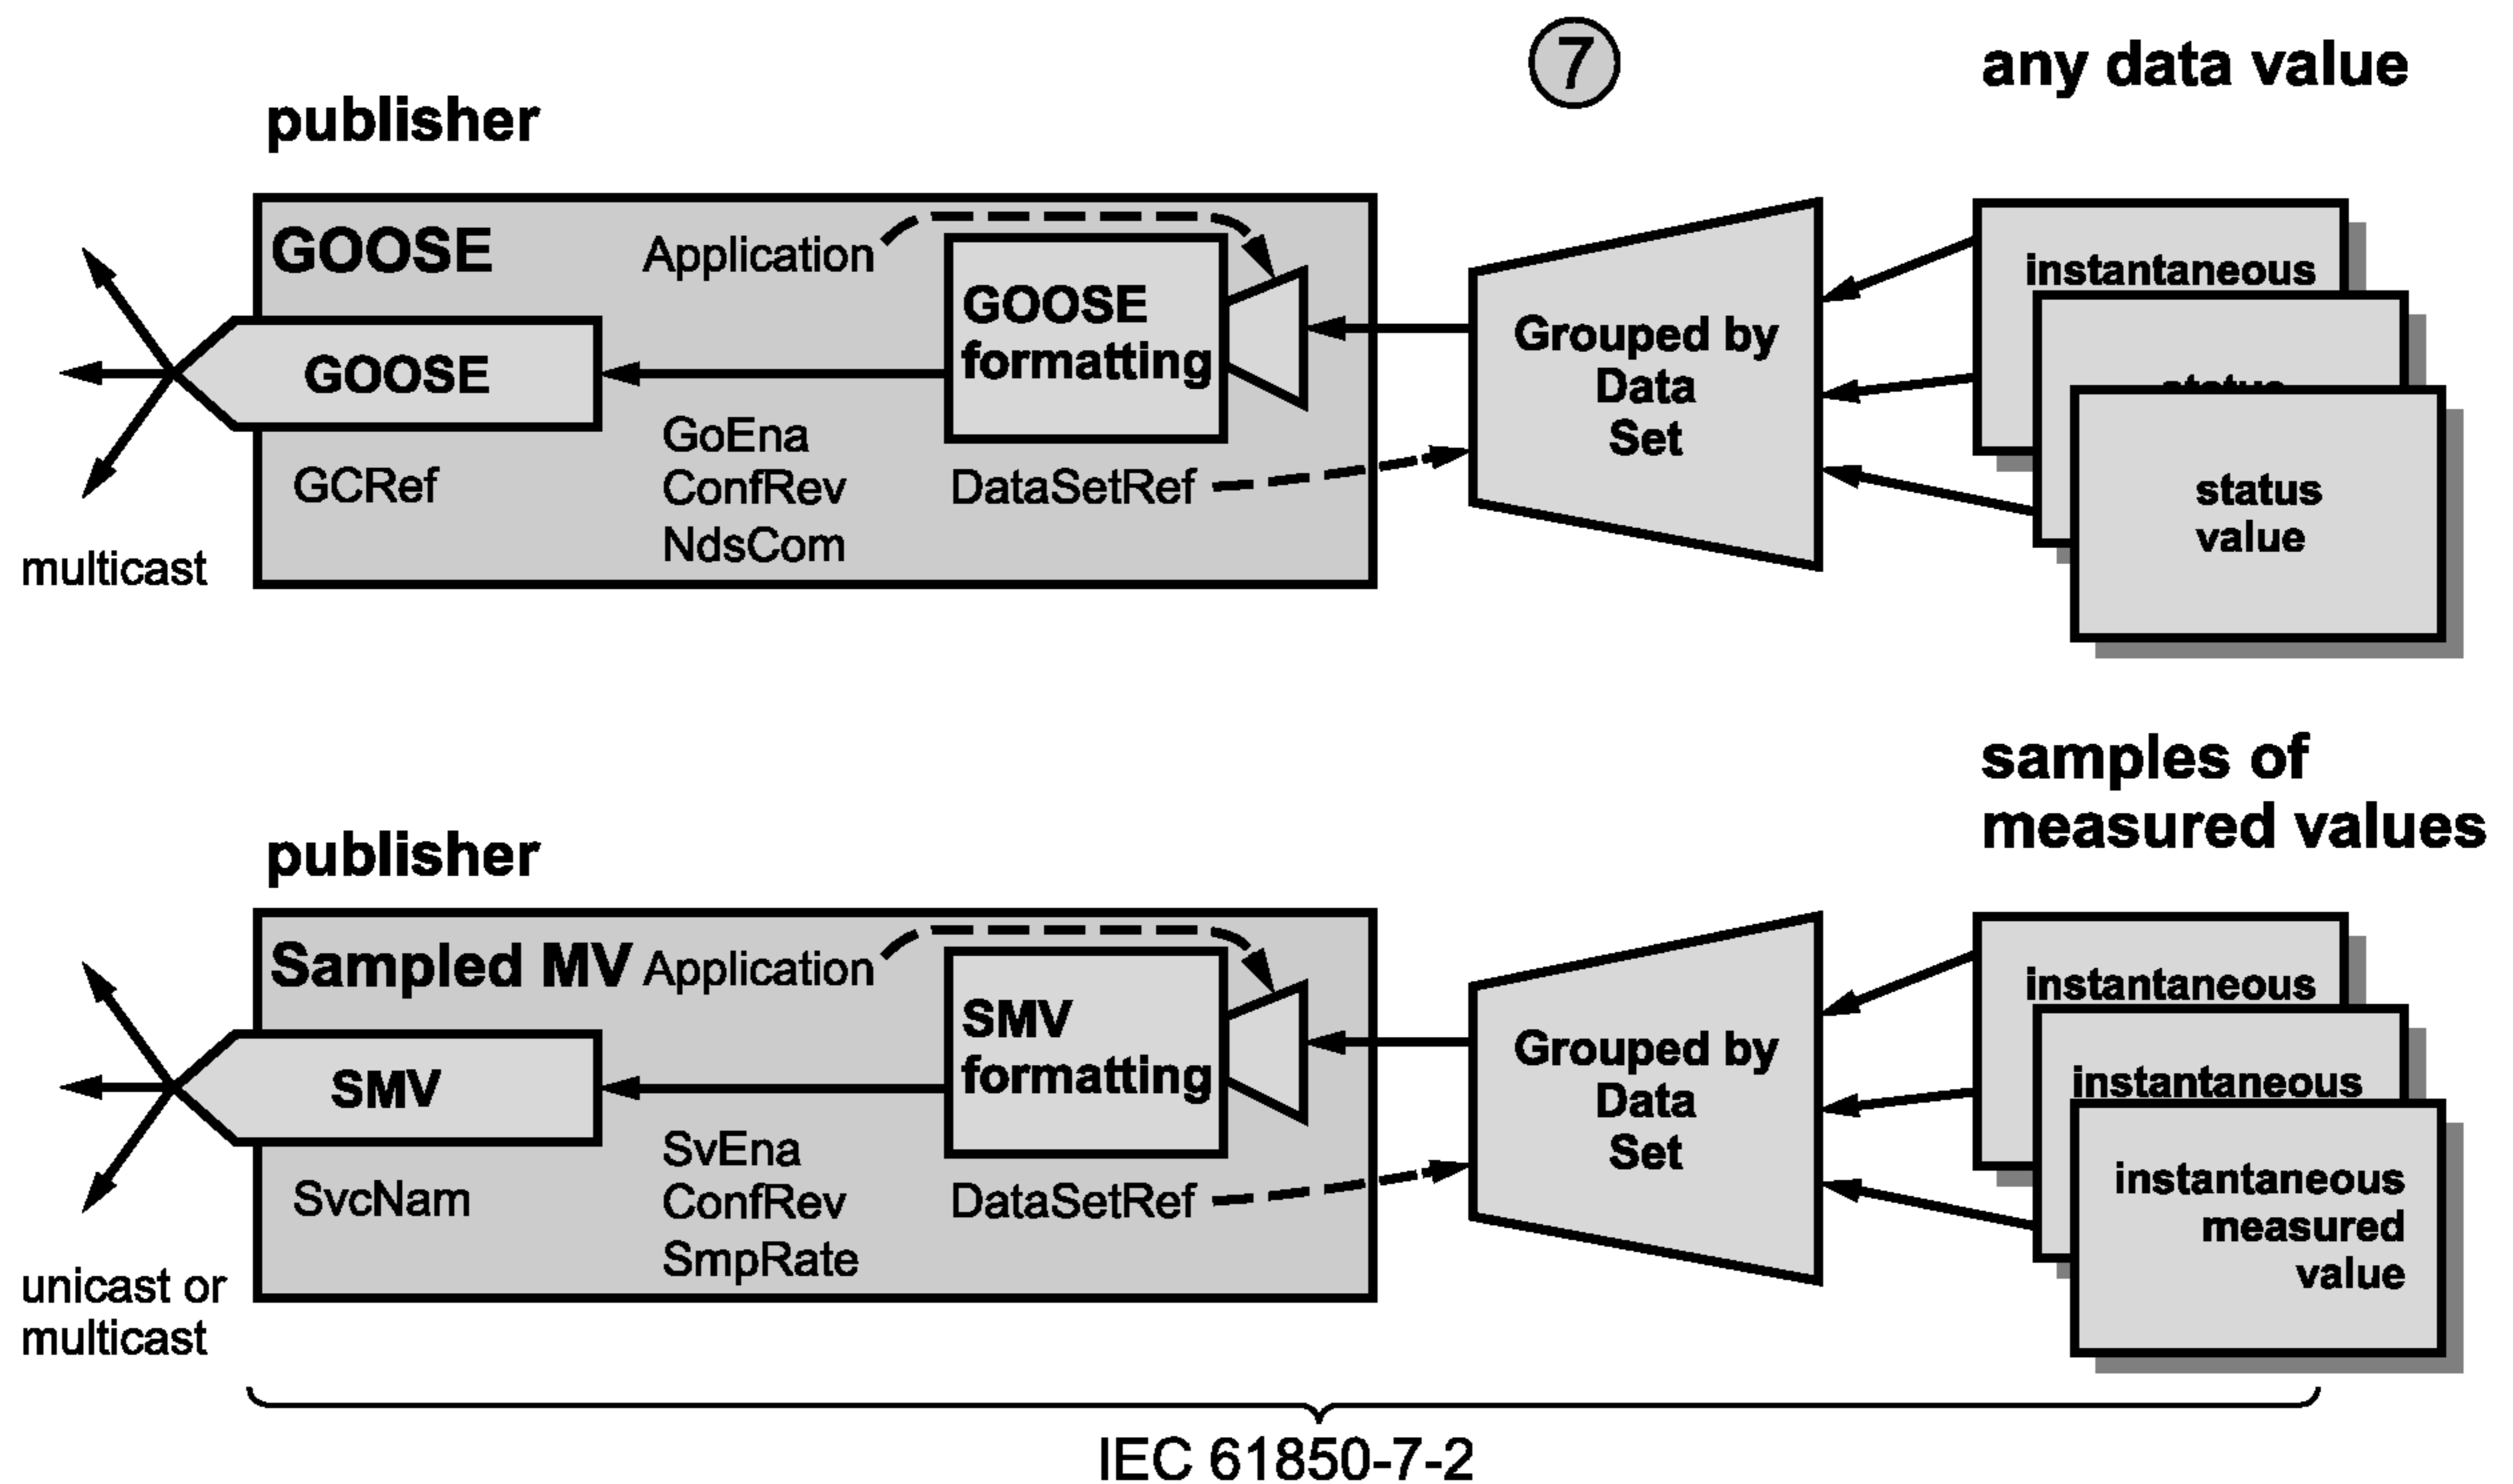 7
any data value
publisher
GOOSE
Application
GOOSE
formatting
GOOSE
GCRef
GoEna
ConfRev
NdsCom
DataSetRef
multicast
Grouped by
Data
Set
instantaneous
status
value
samples of
measured values
publisher
Sampled MV
Application
SMV
formatting
SMV
SvcNam
SvEna
ConfRev
SmpRate
DataSetRef
unicast or
multicast
Grouped by
Data
Set
instantaneous
instantaneous
instantaneous
measured
value
IEC 61850-7-2